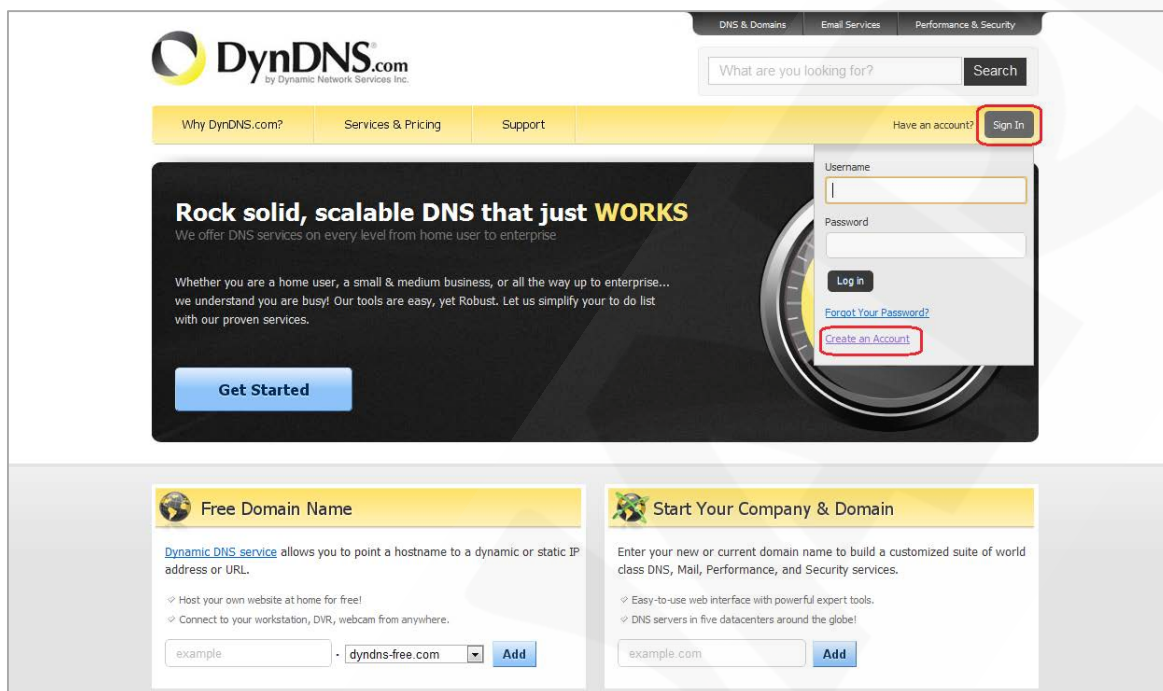 DNS & Domains Email Services Performance & Security
DynDNS.com
by Dynamic Network Services Inc.
What are you looking for? Search
Why DynDNS.com? Services & Pricing Support Have an account? Sign In
Username
Password
Log in
Forgot Your Password?
Create an Account
Rock solid, scalable DNS that just WORKS
We offer DNS services on every level from home user to enterprise
Whether you are a home user, a small & medium business, or all the way up to enterprise...
we understand you are busy! Our tools are easy, yet Robust. Let us simplify your to do list
with our proven services.
Get Started
Free Domain Name
Dynamic DNS service allows you to point a hostname to a dynamic or static IP
address or URL.
Host your own website at home for free!
Connect to your workstation, DVR, webcam from anywhere.
example - dyndns-free.com Add
Start Your Company & Domain
Enter your new or current domain name to build a customized suite of world
class DNS, Mail, Performance, and Security services.
Easy-to-use web interface with powerful expert tools.
DNS servers in five datacenters around the globe!
example.com Add